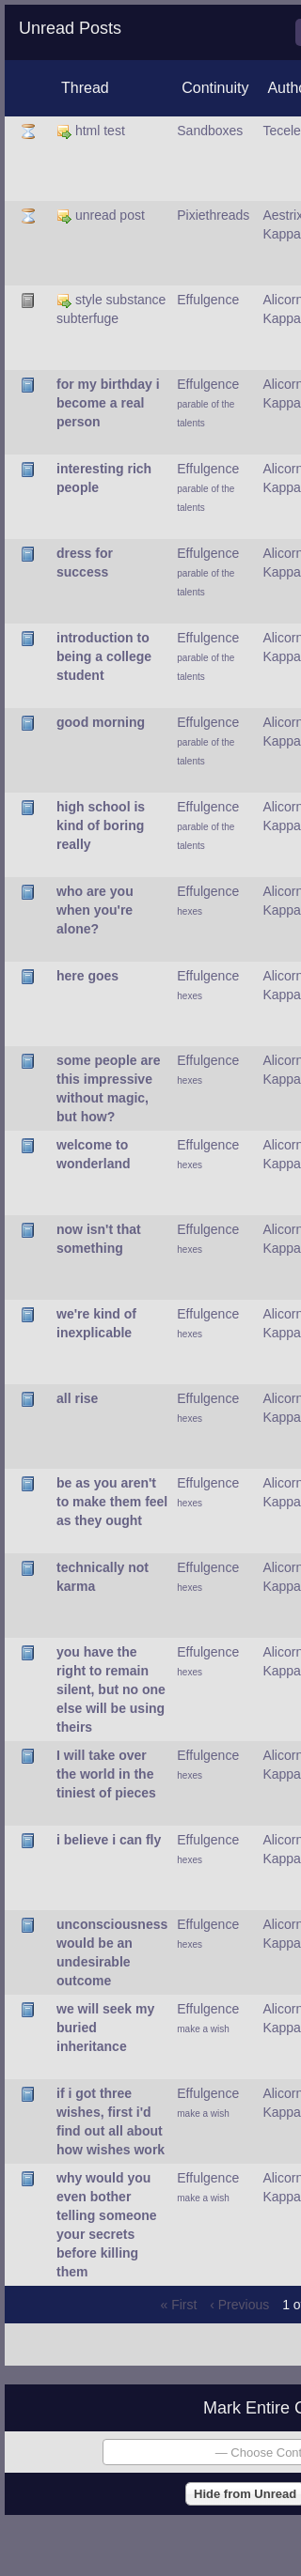 Unread Posts
Thread Continuity
html test Sandboxes
unread post Pixiethreads
Kappa
style substance Effulgence Alicorn
subterfuge Kappa
for my birthday i Effulgence Alicorn
become a real parable of the Kappa
person talents
interesting rich Effulgence Alicorn
people parable of the Kappa
talents
dress for Effulgence Alicorn
success parable of the Kappa
talents
introduction to Effulgence Alicorn
being a college parable of the Kappa
student talents
good morning Effulgence Alicorn
parable of the Kappa
talents
high school is Effulgence Alicorn
kind of boring parable of the Kappa
really talents
who are you Effulgence Alicorn
when you're hexes Kappa
alone?
here goes Effulgence Alicorn
hexes Kappa
some people are Effulgence Alicorn
this impressive hexes Kappa
without magic,
but how?
welcome to Effulgence Alicorn
wonderland hexes Kappa
now isn't that Effulgence Alicorn
something hexes Kappa
we're kind of Effulgence Alicorn
inexplicable hexes Kappa
all rise Effulgence Alicorn
hexes Kappa
be as you aren't Effulgence Alicorn
to make them feel hexes Kappa
as they ought
technically not Effulgence Alicorn
karma hexes Kappa
you have the Effulgence Alicorn
right to remain hexes Kappa
silent, but no one
else will be using
theirs
I will take over Effulgence Alicorn
the world in the hexes Kappa
tiniest of pieces
i believe i can fly Effulgence Alicorn
hexes Kappa
unconsciousness Effulgence Alicorn
would be an hexes Kappa
undesirable
outcome
we will seek my Effulgence Alicorn
buried make a wish Kappa
inheritance
if i got three Effulgence Alicorn
wishes, first i'd make a wish Kappa
find out all about
how wishes work
why would you Effulgence Alicorn
even bother make a wish Kappa
telling someone
your secrets
before killing
them
« First ‹ Previous 1
Mark Entire
— Choose
Hide from Unread